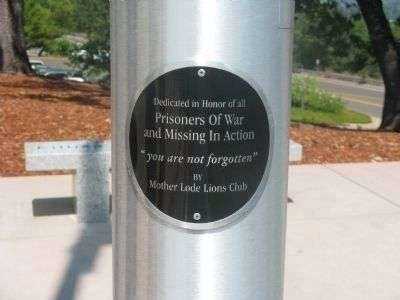 Dedicated in Honor of all
Prisoners Of War
and Missing In Action
"you are not forgotten"
BY
Mother Lode Lions Club